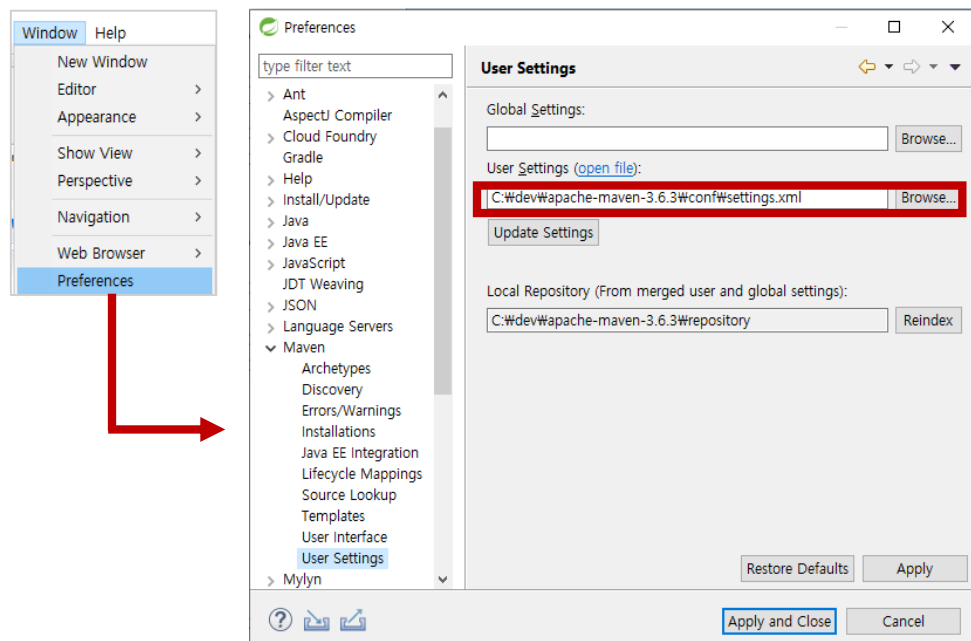 Window Help
New Window
Editor
Appearance
Show View
Perspective
Navigation
Web Browser
Preferences
Preferences
type filter text
Ant
AspectJ Compiler
Cloud Foundry
Gradle
Help
Install/Update
Java
Java EE
JavaScript
JDT Weaving
JSON
Language Servers
Maven
Archetypes
Discovery
Errors/Warnings
Installations
Java EE Integration
Lifecycle Mappings
Source Lookup
Templates
User Interface
User Settings
Mylyn
User Settings
Global Settings:
Browse...
User Settings (open file):
C:₩dev₩apache-maven-3.6.3₩conf₩settings.xml Browse...
Update Settings
Local Repository (From merged user and global settings):
C:₩dev₩apache-maven-3.6.3₩repository Reindex
Restore Defaults Apply
Apply and Close Cancel